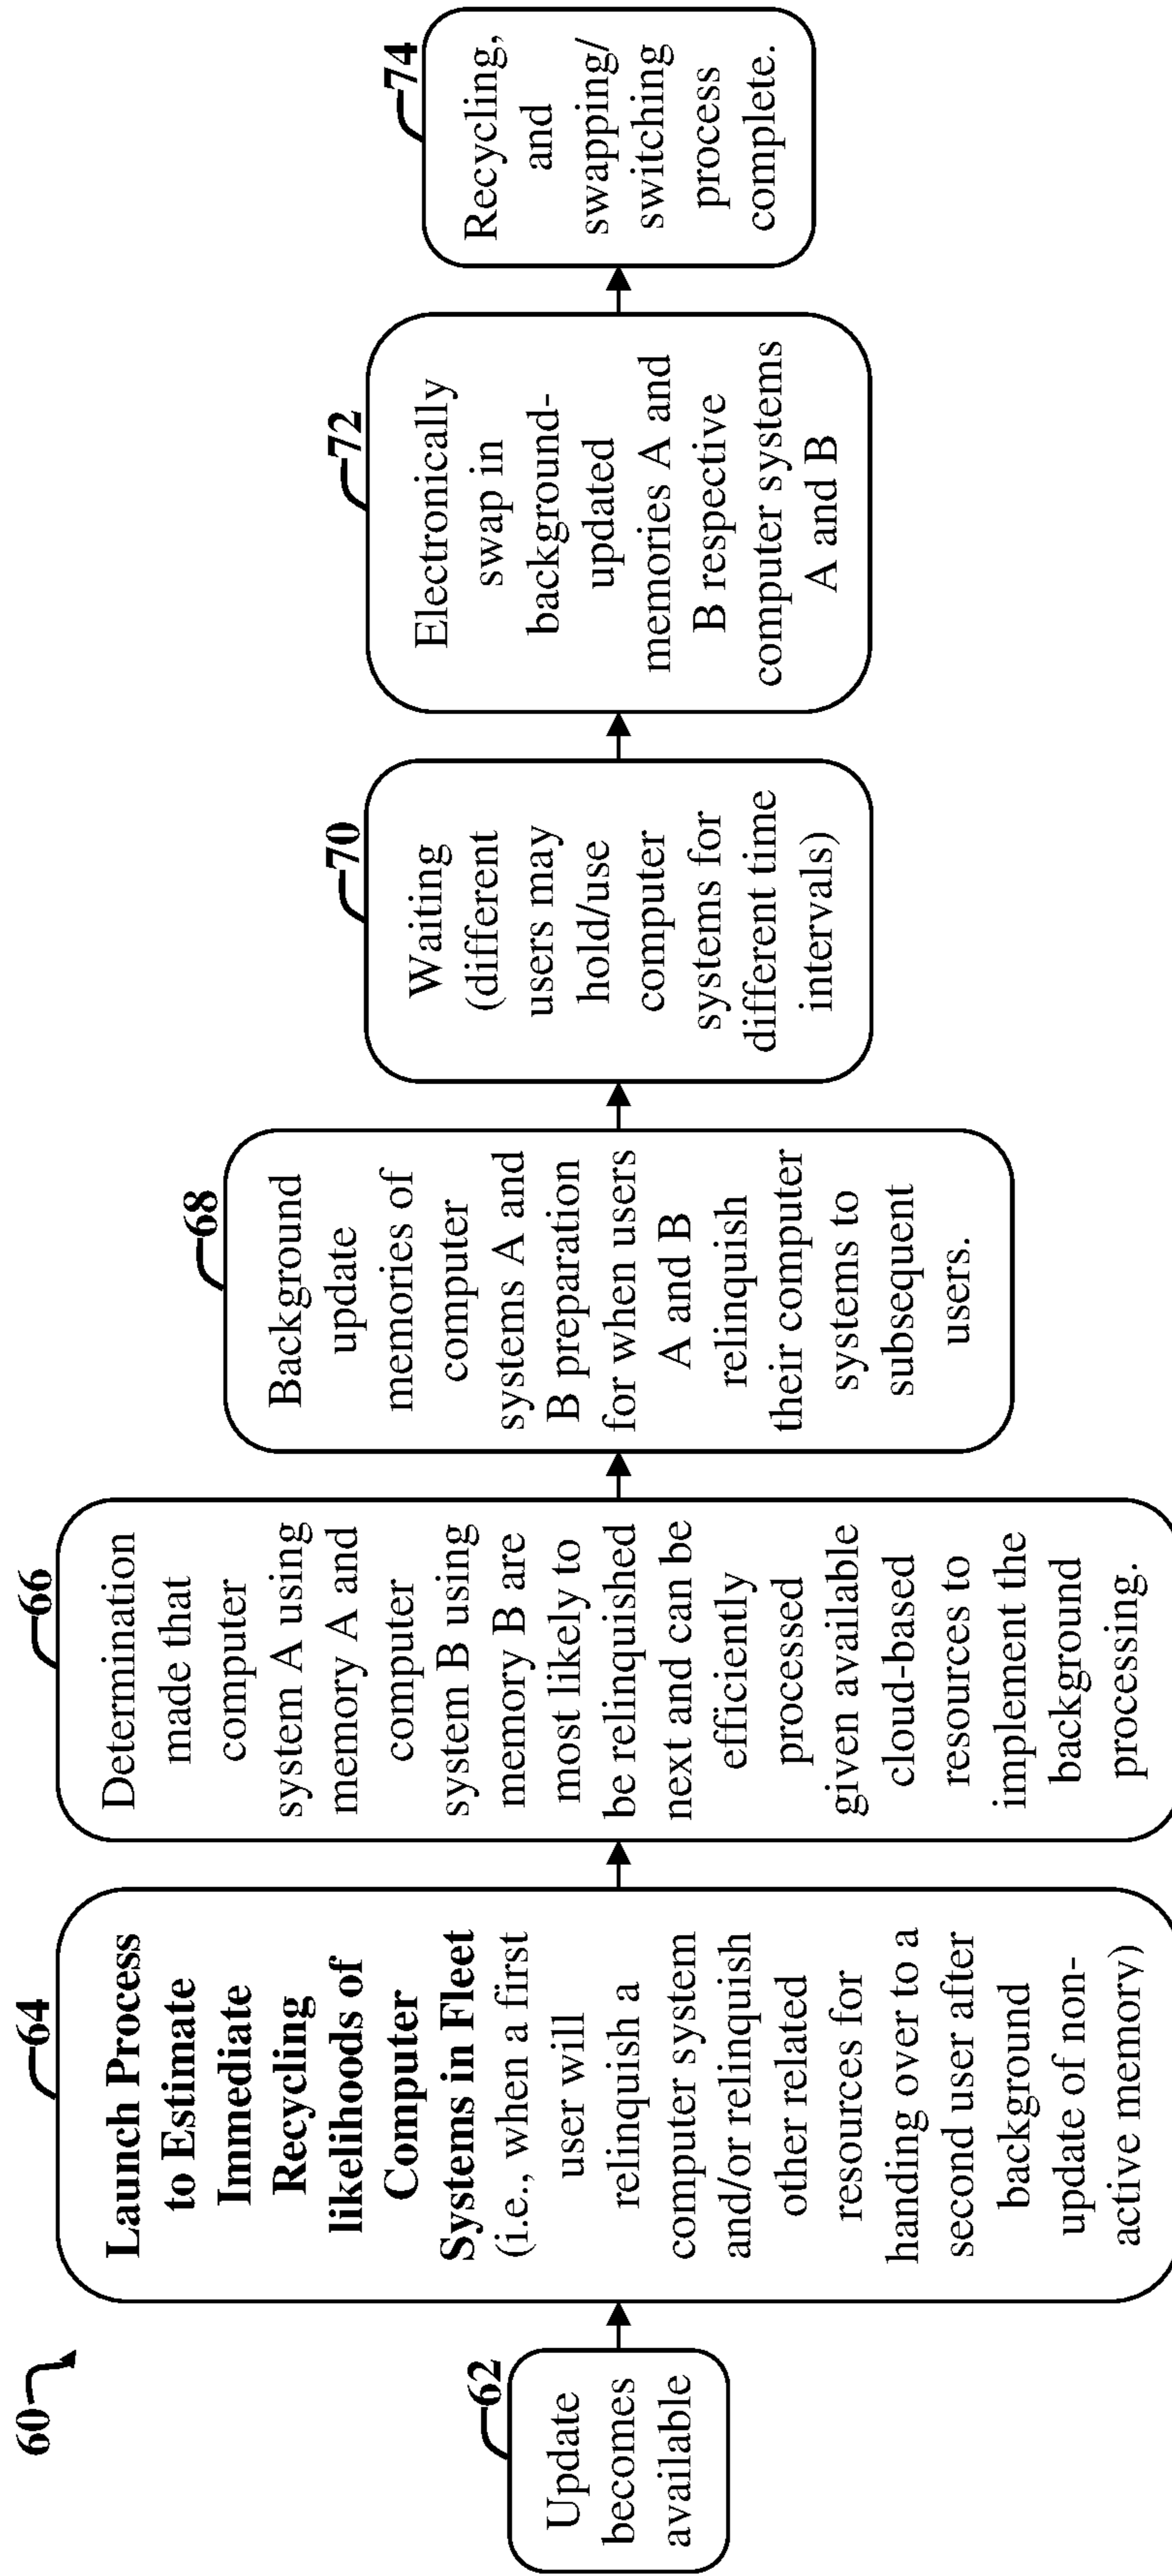 60
62
Update
becomes
available
64
Launch Process
to Estimate
Immediate
Recycling
likelihoods of
Computer
Systems in Fleet
(i.e., when a first
user will
relinquish a
computer system
and/or relinquish
other related
resources for
handing over to a
second user after
background
update of non-
active memory)
66
Determination
made that
computer
system A using
memory A and
computer
system B using
memory B are
most likely to
be relinquished
next and can be
efficiently
processed
given available
cloud-based
resources to
implement the
background
processing.
68
Background
update
memories of
computer
systems A and
B preparation
for when users
A and B
relinquish
their computer
systems to
subsequent
users.
70
Waiting
(different
users may
hold/use
computer
systems for
different time
intervals)
72
Electronically
swap in
background-
updated
memories A and
B respective
computer systems
A and B
74
Recycling,
and
swapping/
switching
process
complete.